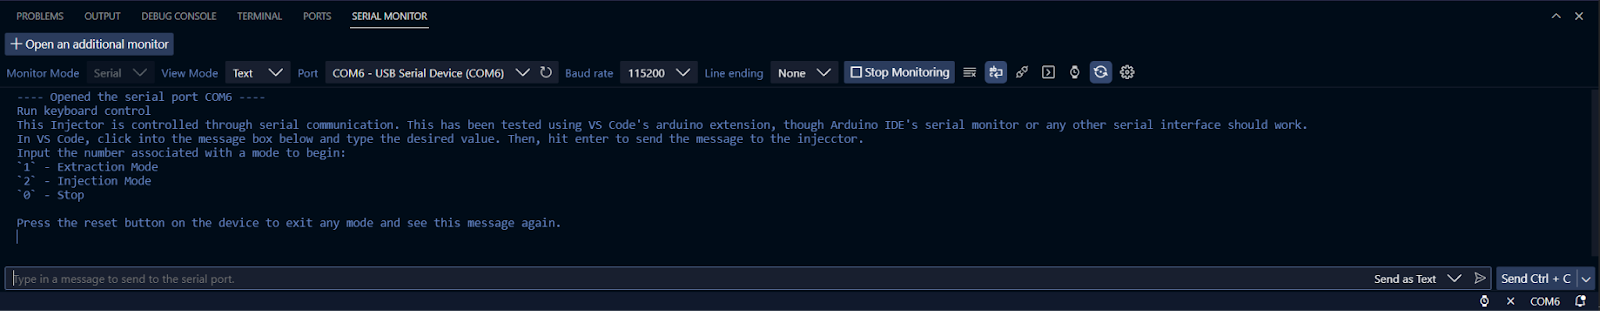 PROBLEMS OUTPUT DEBUG CONSOLE TERMINAL PORTS SERIAL MONITOR
Open an additional monitor
Monitor Mode Serial View Mode Text Port COM6 - USB Serial Device (COM6) Baud rate 115200 Line ending None Stop Monitoring
---- Opened the serial port COM6 ----
Run keyboard control
This Injector is controlled through serial communication. This has been tested using VS Code's arduino extension, though Arduino IDE's serial monitor or any other serial interface should work.
In VS Code, click into the message box below and type the desired value. Then, hit enter to send the message to the injecctor.
Input the number associated with a mode to begin:
`1` - Extraction Mode
`2` - Injection Mode
`0` - Stop
Press the reset button on the device to exit any mode and see this message again.
Type in a message to send to the serial port. Send as Text Send Ctrl + C
COM6